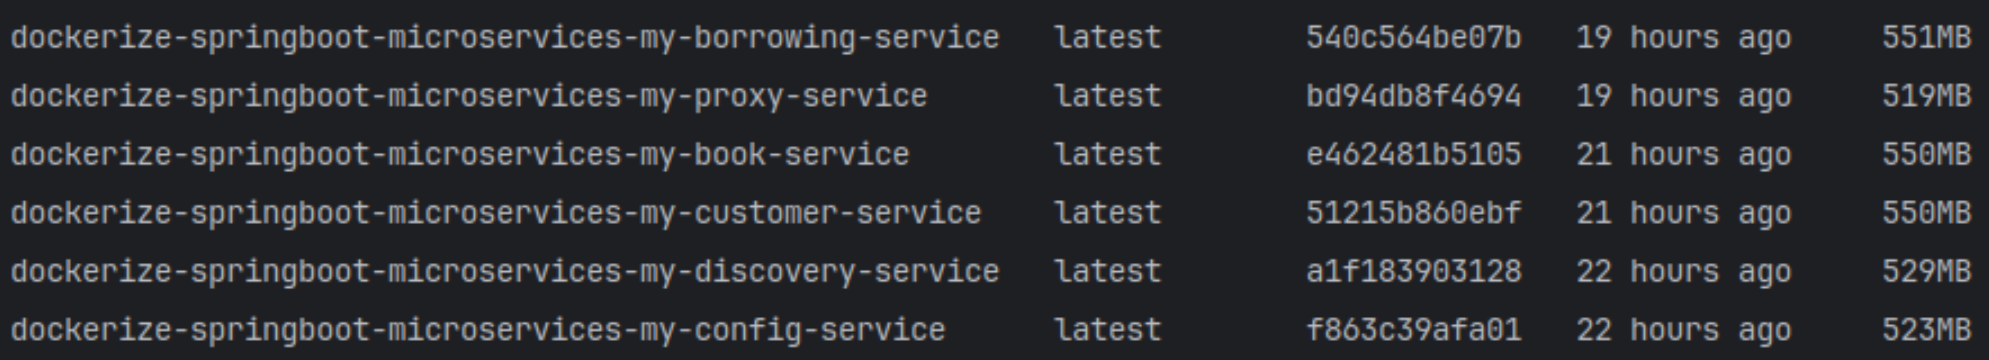 dockerize-springboot-microservices-my-borrowing-service latest 540c564be07b 19 hours ago 551MB
dockerize-springboot-microservices-my-proxy-service latest bd94db8f4694 19 hours ago 519MB
dockerize-springboot-microservices-my-book-service latest e462481b5105 21 hours ago 550MB
dockerize-springboot-microservices-my-customer-service latest 51215b860ebf 21 hours ago 550MB
dockerize-springboot-microservices-my-discovery-service latest a1f183903128 22 hours ago 529MB
dockerize-springboot-microservices-my-config-service latest f863c39afa01 22 hours ago 523MB